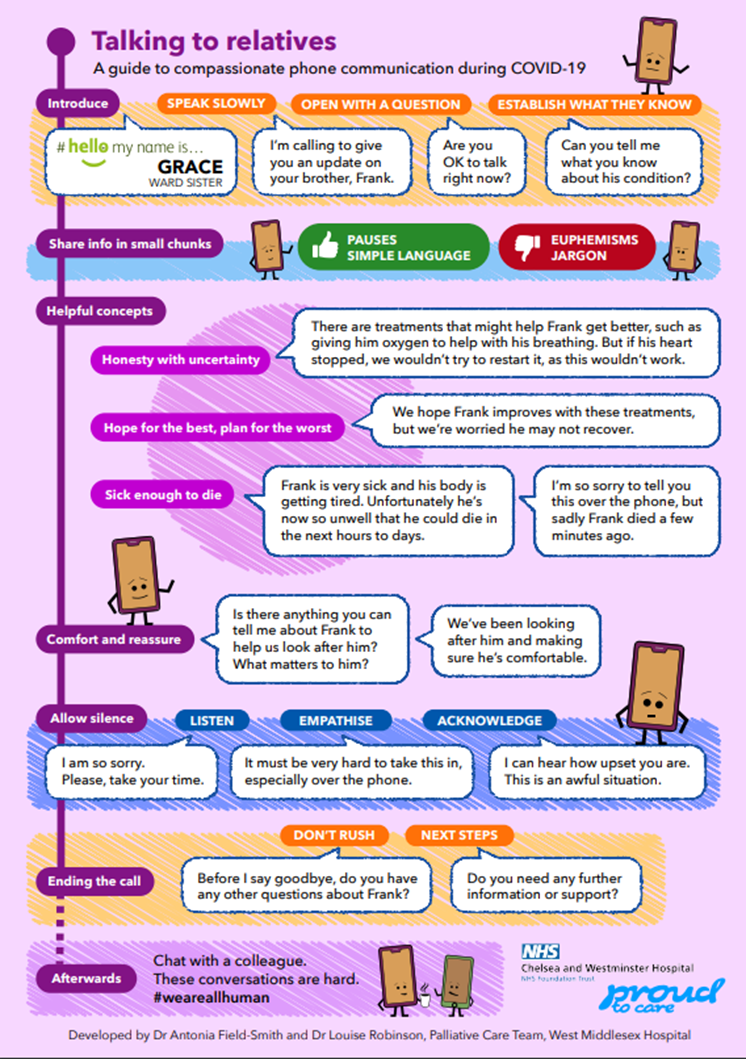 Talking to relatives
A guide to compassionate phone communication during COVID-19
Introduce
SPEAK SLOWLY
OPEN WITH A QUESTION
ESTABLISH WHAT THEY KNOW
# hello my name is...
GRACE
WARD SISTER
I'm calling to give
you an update on
your brother, Frank.
Are you
OK to talk
right now?
Can you tell me
what you know
about his condition?
Share info in small chunks
PAUSES
SIMPLE LANGUAGE
EUPHEMISMS
JARGON
Helpful concepts
Honesty with uncertainty
There are treatments that might help Frank get better, such as
giving him oxygen to help with his breathing. But if his heart
stopped, we wouldn't try to restart it, as this wouldn't work.
Hope for the best, plan for the worst
We hope Frank improves with these treatments,
but we're worried he may not recover.
Sick enough to die
Frank is very sick and his body is
getting tired. Unfortunately he's
now so unwell that he could die in
the next hours to days.
I'm so sorry to tell you
this over the phone, but
sadly Frank died a few
minutes ago.
Comfort and reassure
Is there anything you can
tell me about Frank to
help us look after him?
What matters to him?
We've been looking
after him and making
sure he's comfortable.
Allow silence
LISTEN
EMPATHISE
ACKNOWLEDGE
I am so sorry.
Please, take your time.
It must be very hard to take this in,
especially over the phone.
I can hear how upset you are.
This is an awful situation.
DON'T RUSH
NEXT STEPS
Ending the call
Before I say goodbye, do you have
any other questions about Frank?
Do you need any further
information or support?
Afterwards
Chat with a colleague.
These conversations are hard.
#weareallhuman
NHS
Chelsea and Westminster Hospital
NHS Foundation Trust
proud
to care
Developed by Dr Antonia Field-Smith and Dr Louise Robinson, Palliative Care Team, West Middlesex Hospital